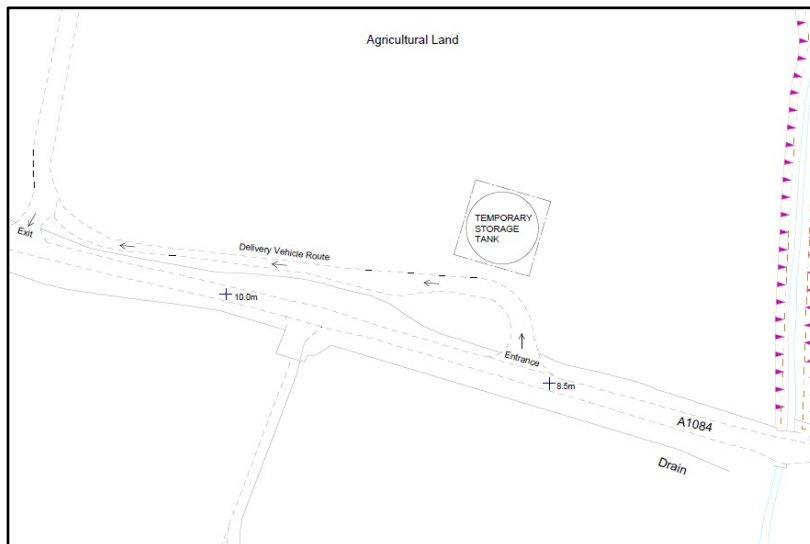 Agricultural Land
TEMPORARY
STORAGE
TANK
Exit
Delivery Vehicle Route
10.0m
Entrance
8.5m
A1084
Drain